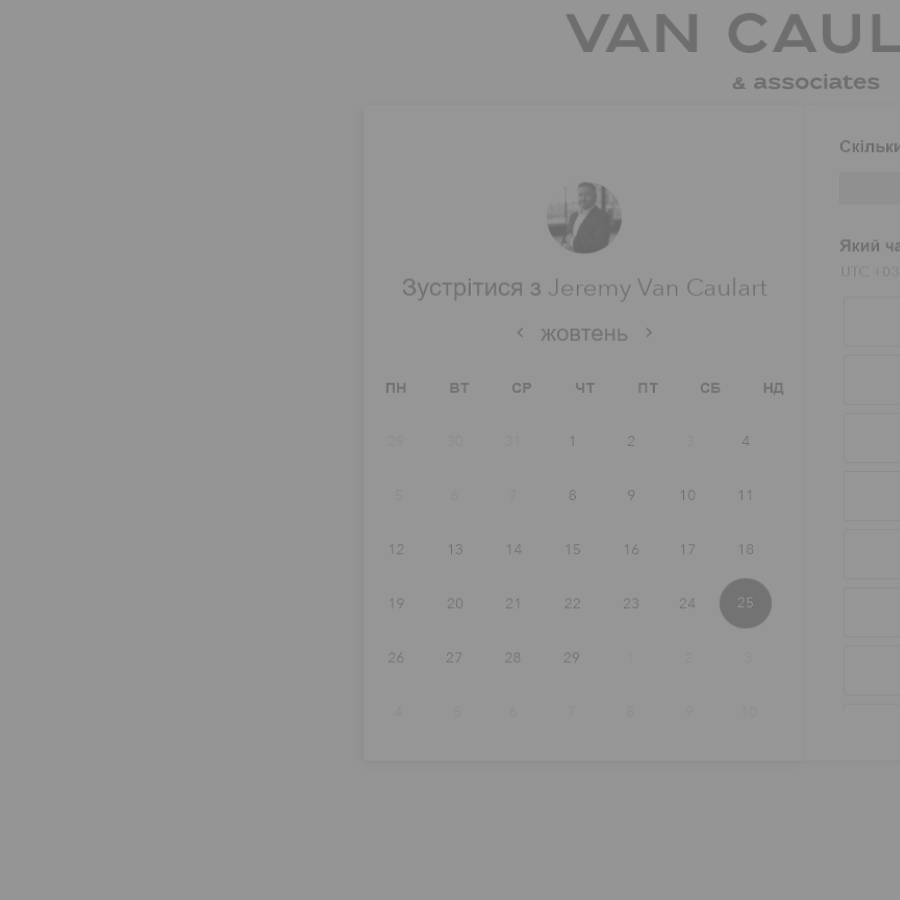 VAN CAUL
& associates
Скільки
Зустрітися з Jeremy Van Caulart
Який ча
UTC +03
жовтень
ПН ВТ СР ЧТ ПТ СБ НД
29 30 31 1 2 3 4
5 6 7 8 9 10 11
12 13 14 15 16 17 18
19 20 21 22 23 24 25
26 27 28 29 1 2 3
4 5 6 7 8 9 10